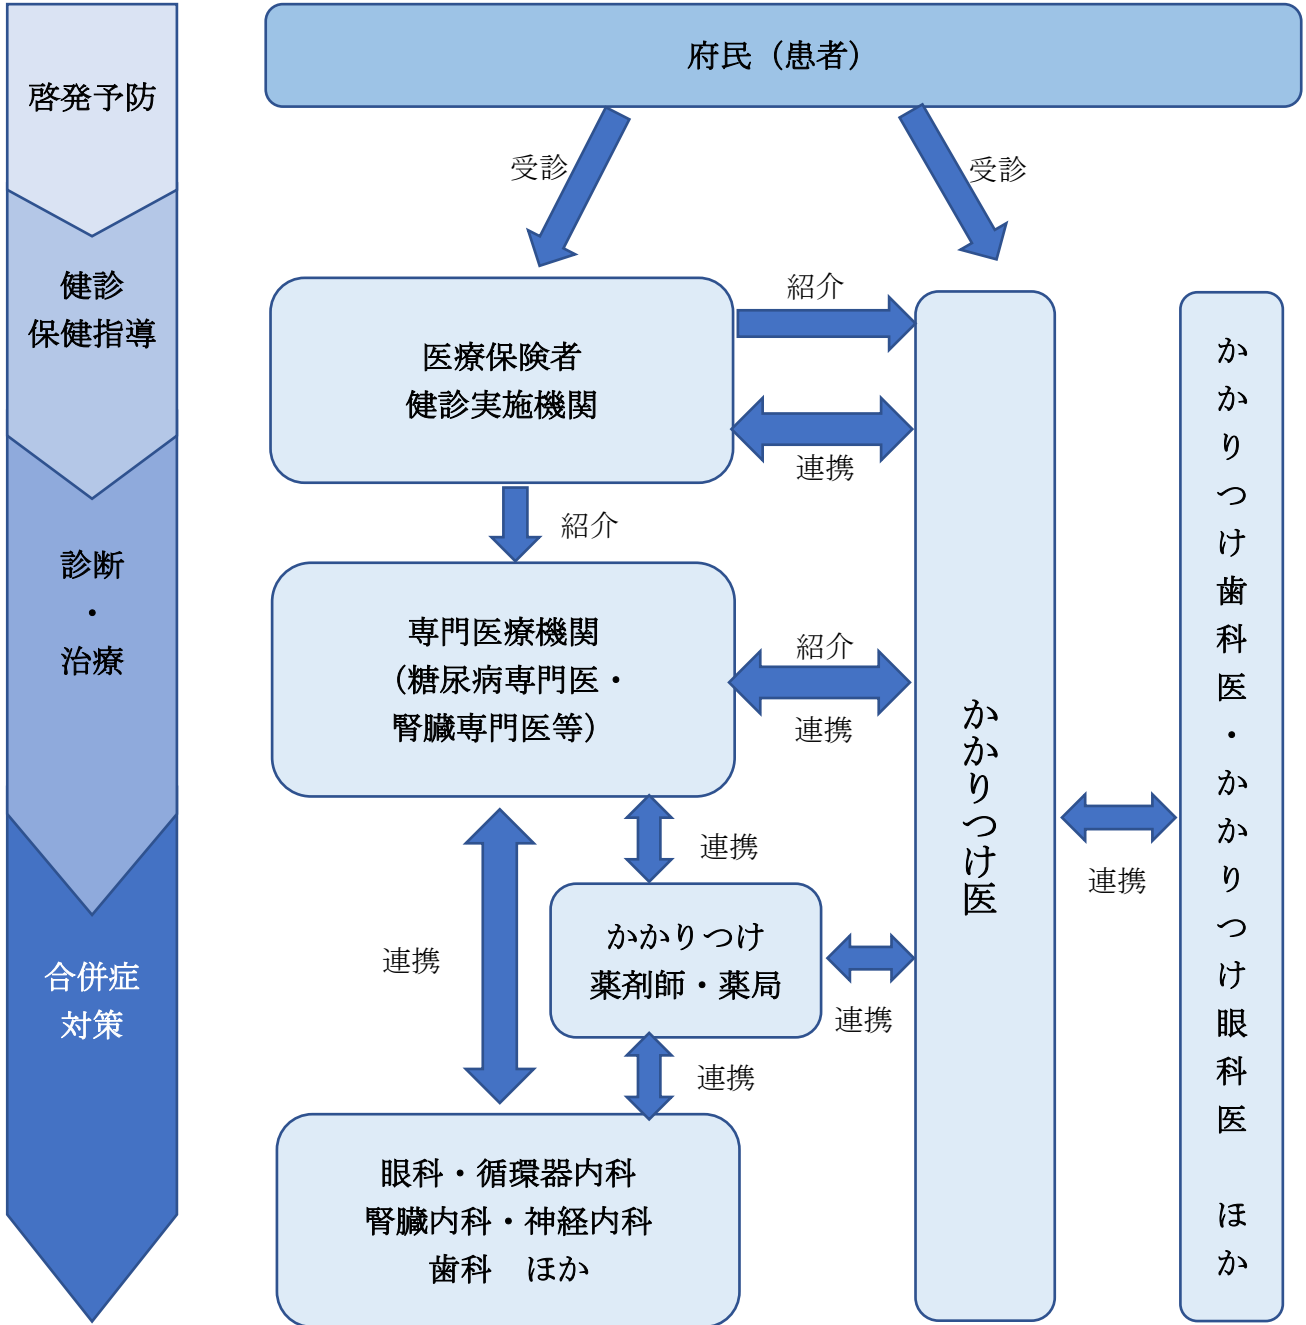 啓発予防
健診
保健指導
診断
・
治療
合併症
対策
府民（患者）
受診
受診
医療保険者
健診実施機関
紹介
連携
紹介
専門医療機関
（糖尿病専門医・
腎臓専門医等）
紹介
連携
連携
連携
かかりつけ
薬剤師・薬局
連携
連携
眼科・循環器内科
腎臓内科・神経内科
歯科　ほか
かかりつけ医
連携
かかりつけ歯科医・かかりつけ眼科医　ほか